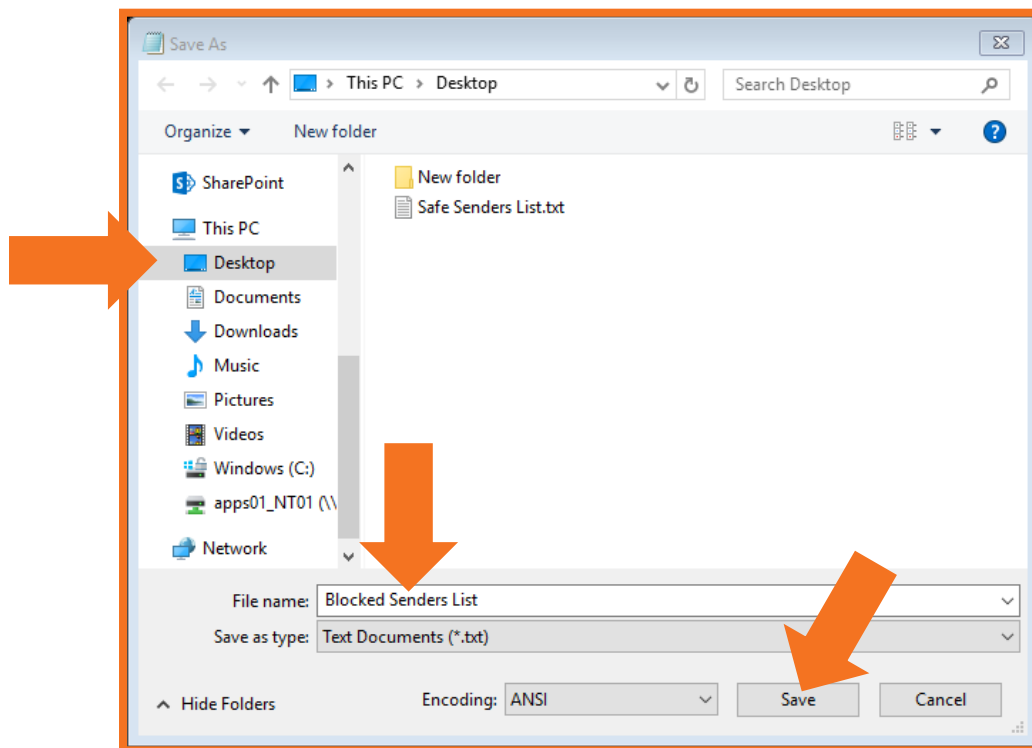 Save As
This PC > Desktop
Search Desktop
Organize
New folder
?
SharePoint
This PC
Desktop
Documents
Downloads
Music
Pictures
Videos
Windows (C:)
apps01_NT01 (\\
Network
New folder
Safe Senders List.txt
File name: Blocked Senders List
Save as type: Text Documents (*.txt)
Hide Folders
Encoding: ANSI
Save
Cancel